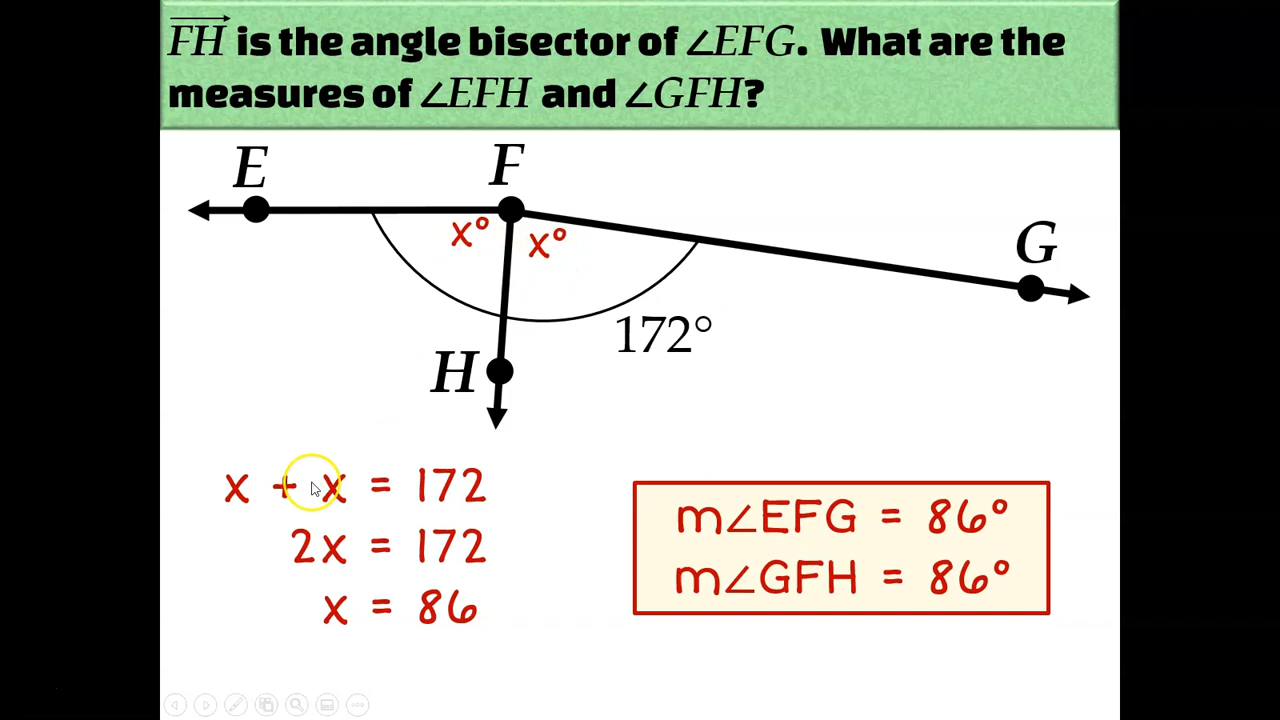 FH is the angle bisector of ∠EFG. What are the
measures of ∠EFH and ∠GFH?
E
F
G
x°
x°
172°
H
x + x = 172
2x = 172
x = 86
m∠EFG = 86°
m∠GFH = 86°